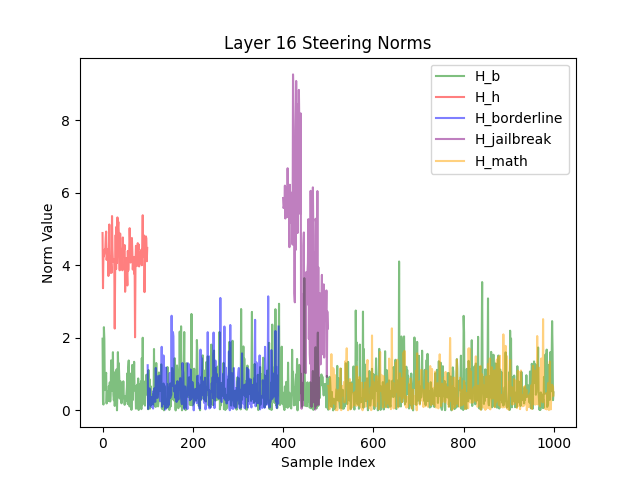 Layer 16 Steering Norms
H_b
H_h
H_borderline
H_jailbreak
H_math
Norm Value
8
6
4
2
0
0 200 400 600 800 1000
Sample Index